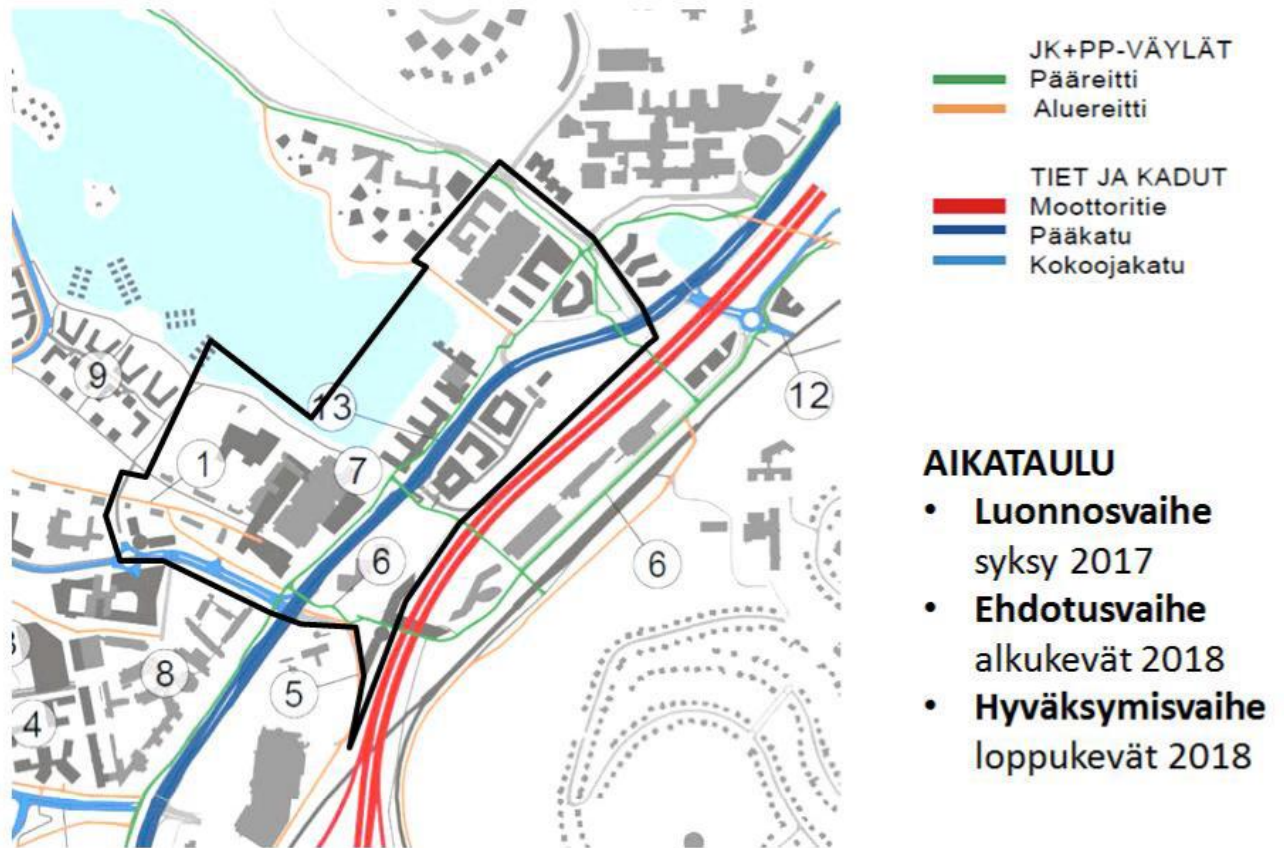 JK+PP-VÄYLÄT
Pääreitti
Aluereitti
TIET JA KADUT
Moottoritie
Pääkatu
Kokoojakatu
AIKATAULU
• Luonnosvaihe
syksy 2017
• Ehdotusvaihe
alkukevät 2018
• Hyväksymisvaihe
loppukevät 2018
9
13
12
1
7
6
6
8
5
4